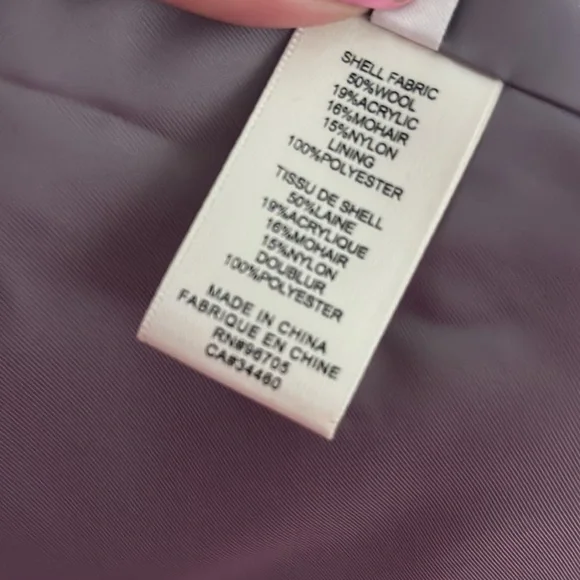 SHELL FABRIC
50%WOOL
19%ACRYLIC
16%MOHAIR
15%NYLON
LINING
100%POLYESTER
TISSU DE SHELL
50%LAINE
19%ACRYLIQUE
16%MOHAIR
15%NYLON
DOUBLUR
100%POLYESTER
MADE IN CHINA
FABRIQUE EN CHINE
RN#96705
CA#34460